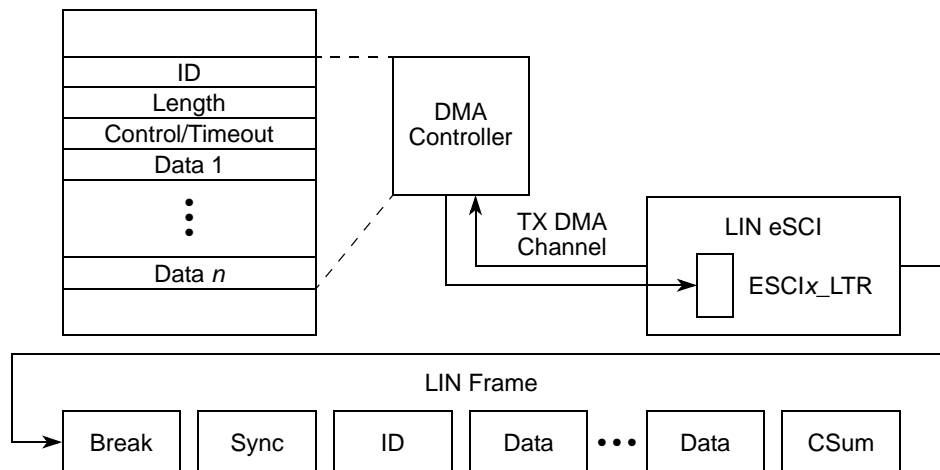 ID
Length
Control/Timeout
Data 1
Data n
DMA
Controller
TX DMA
Channel
LIN eSCI
ESCIx_LTR
LIN Frame
Break
Sync
ID
Data
Data
CSum